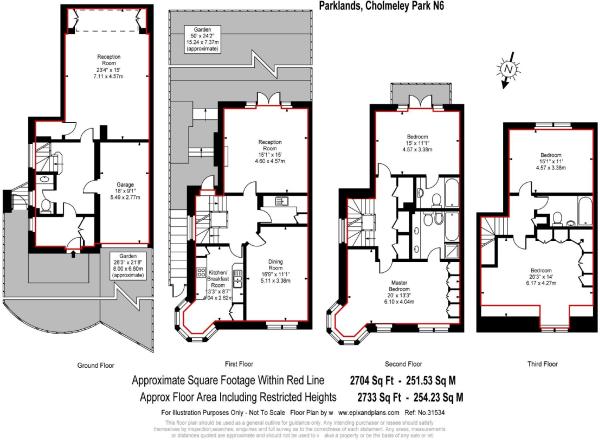 Parklands, Cholmeley Park N6
Garden
50' x 24'2"
15.24 x 7.37m
(approximate)
N
Reception
Room
23'4" x 15'
7.11 x 4.57m
Garage
18' x 9'1"
5.49 x 2.77m
Garden
26'3" x 21'8"
8.00 x 6.60m
(approximate)
Ground Floor
Reception
Room
15'1" x 15'
4.60 x 4.57m
Kitchen/
Breakfast
Room
13'3" x 8'7"
4.04 x 2.62m
Dining
Room
16'9" x 11'1"
5.11 x 3.38m
First Floor
Bedroom
15' x 11'1"
4.57 x 3.38m
Master
Bedroom
20' x 13'3"
6.10 x 4.04m
Second Floor
Bedroom
15'1" x 11'
4.57 x 3.38m
Bedroom
20'3" x 14'
6.17 x 4.27m
Third Floor
Approximate Square Footage Within Red Line 2704 Sq Ft - 251.53 Sq M
Approx Floor Area Including Restricted Heights 2733 Sq Ft - 254.23 Sq M
For Illustration Purposes Only - Not To Scale Floor Plan by w ww.epixandplans.com Ref: No.31534
This floor plan should be used as a general outline for guidance only. Any intending purchaser or lessee should satisfy
themselves by inspection, searches, enquiries and full survey as to the correctness of each statement. Any areas, measurements
or distances quoted are approximate and should not be used to v alue a property or be the basis of any sale or let.